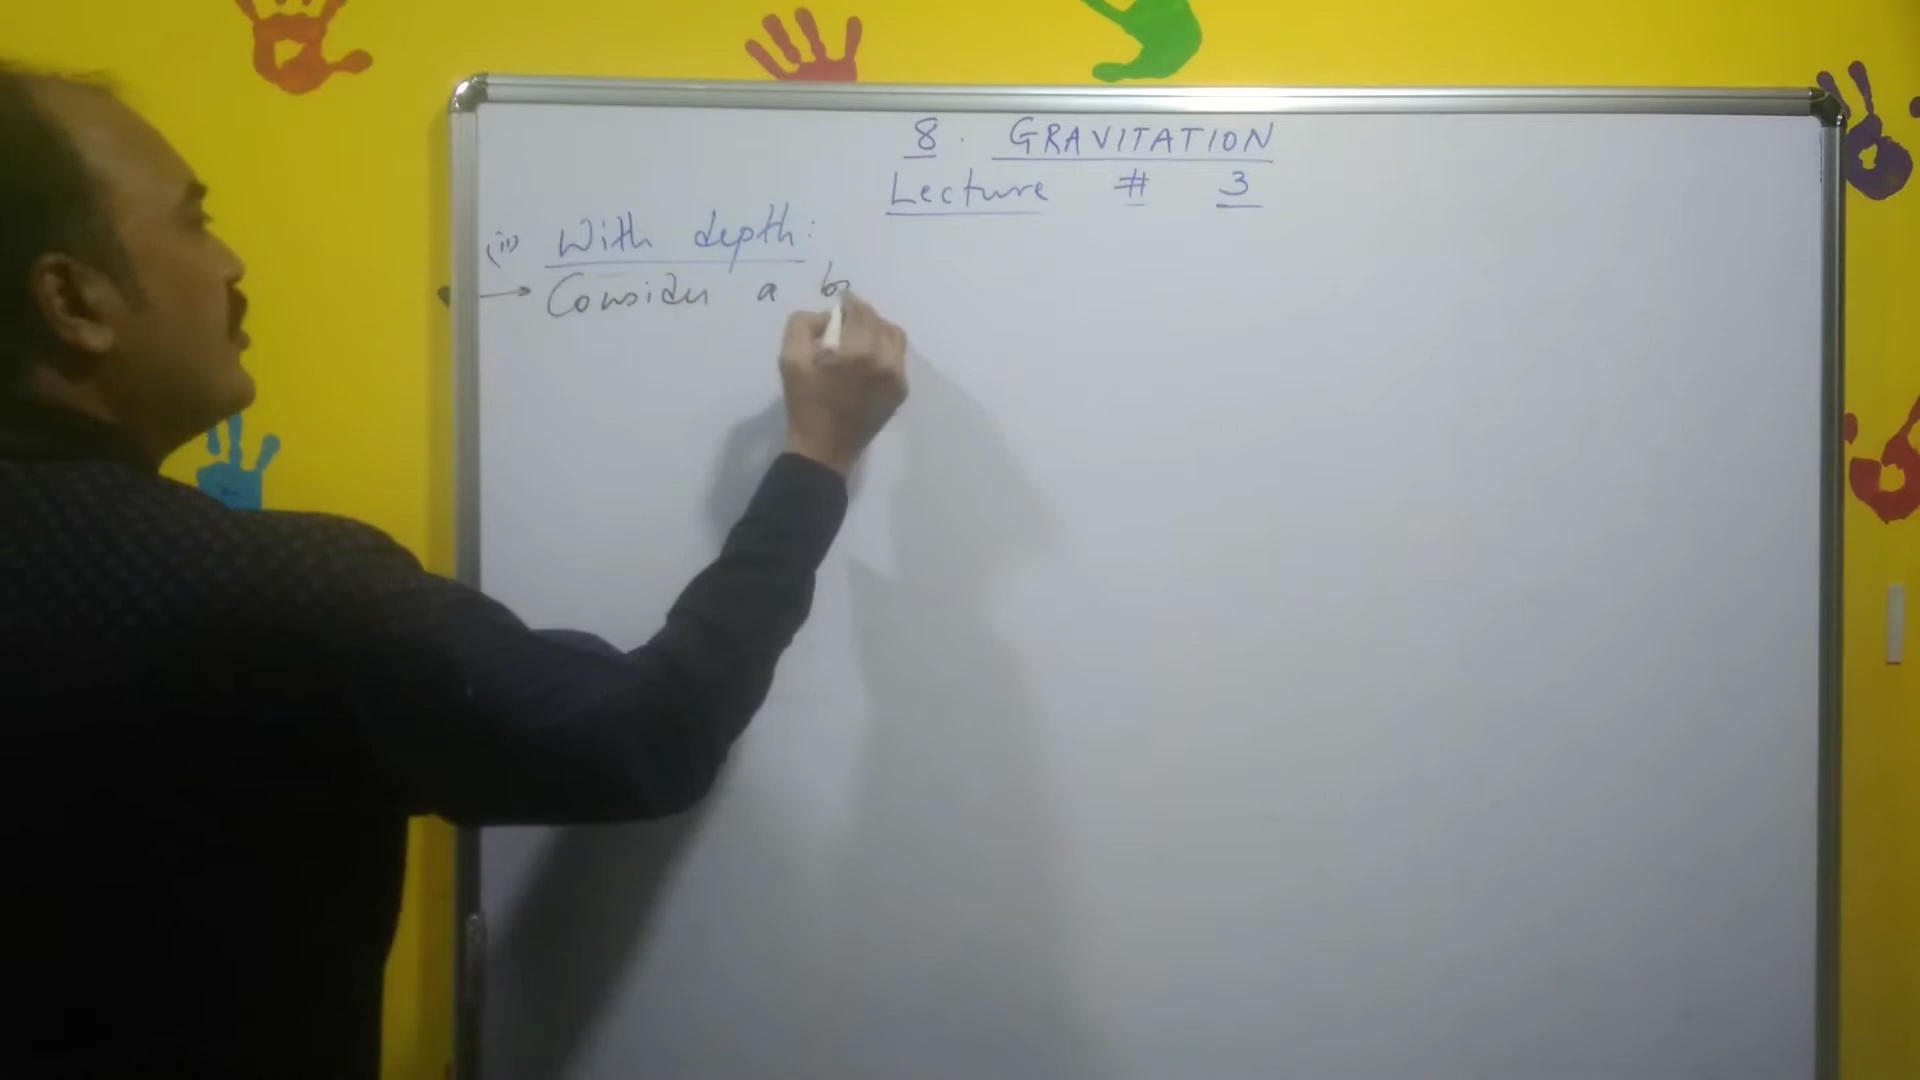 8. GRAVITATION
Lecture # 3
(ii) With depth:
→ Consider a b